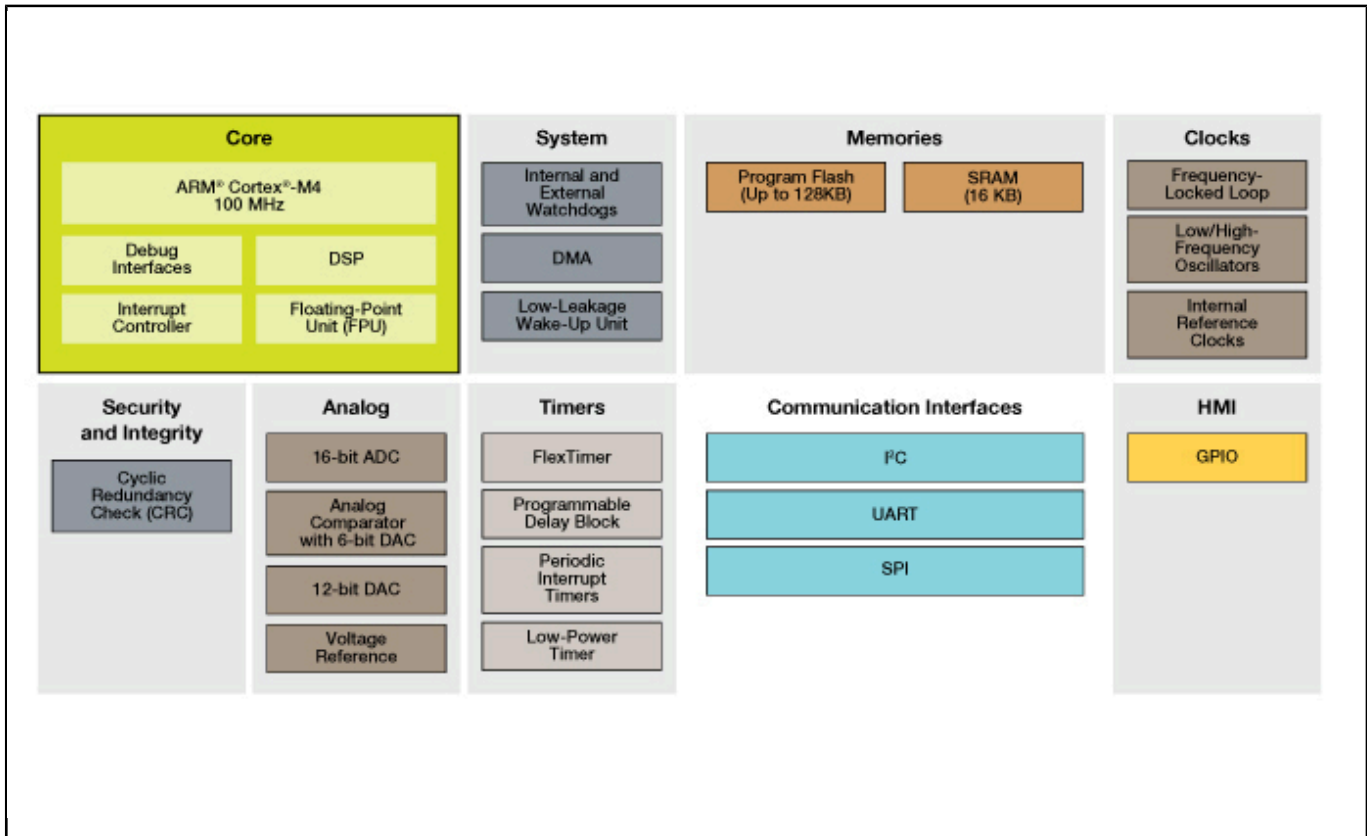 Core
ARM® Cortex®-M4
100 MHz
Debug
Interfaces
DSP
Interrupt
Controller
Floating-Point
Unit (FPU)
System
Internal and
External
Watchdogs
DMA
Low-Leakage
Wake-Up Unit
Memories
Program Flash
(Up to 128KB)
SRAM
(16 KB)
Clocks
Frequency-
Locked Loop
Low/High-
Frequency
Oscillators
Internal
Reference
Clocks
Security
and Integrity
Cyclic
Redundancy
Check (CRC)
Analog
16-bit ADC
Analog
Comparator
with 6-bit DAC
12-bit DAC
Voltage
Reference
Timers
FlexTimer
Programmable
Delay Block
Periodic
Interrupt
Timers
Low-Power
Timer
Communication Interfaces
I²C
UART
SPI
HMI
GPIO